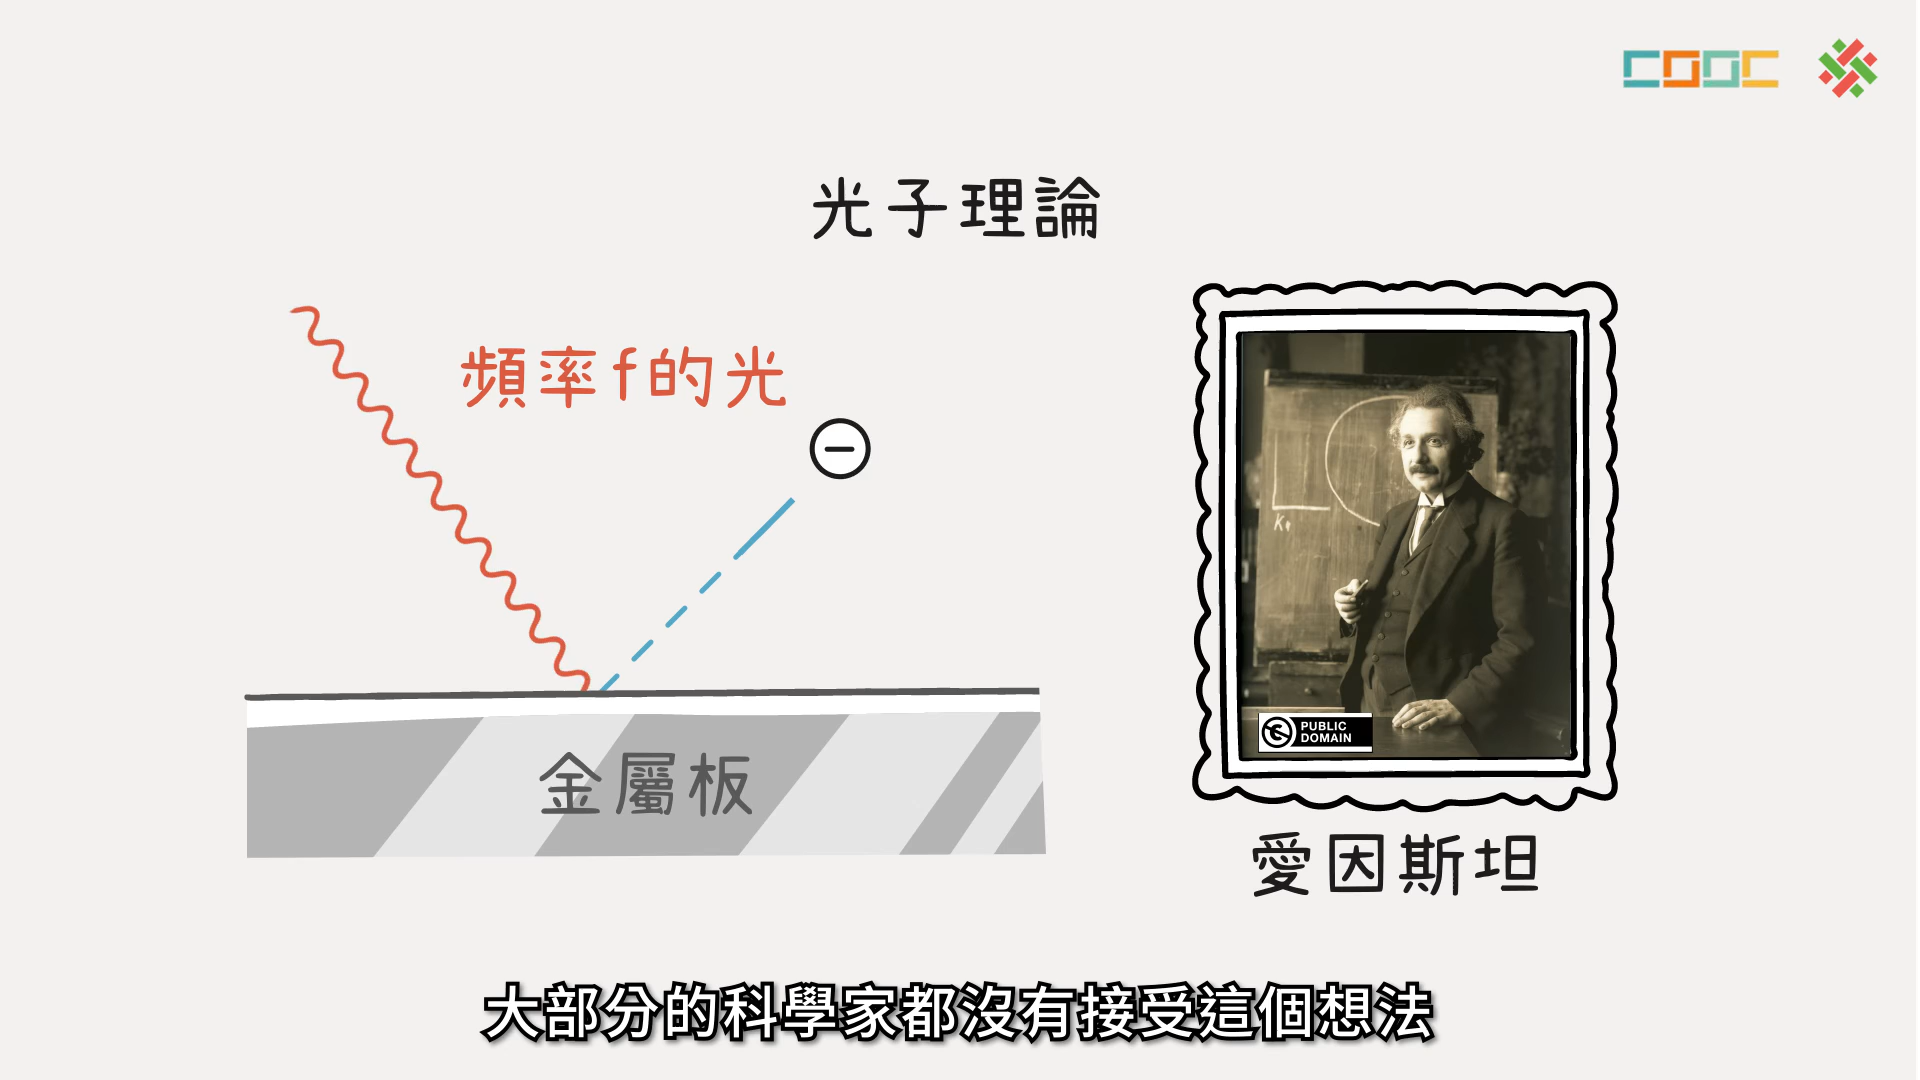 COOC
光子理論
頻率f的光
金屬板
K
PUBLIC
DOMAIN
愛因斯坦
大部分的科學家都沒有接受這個想法